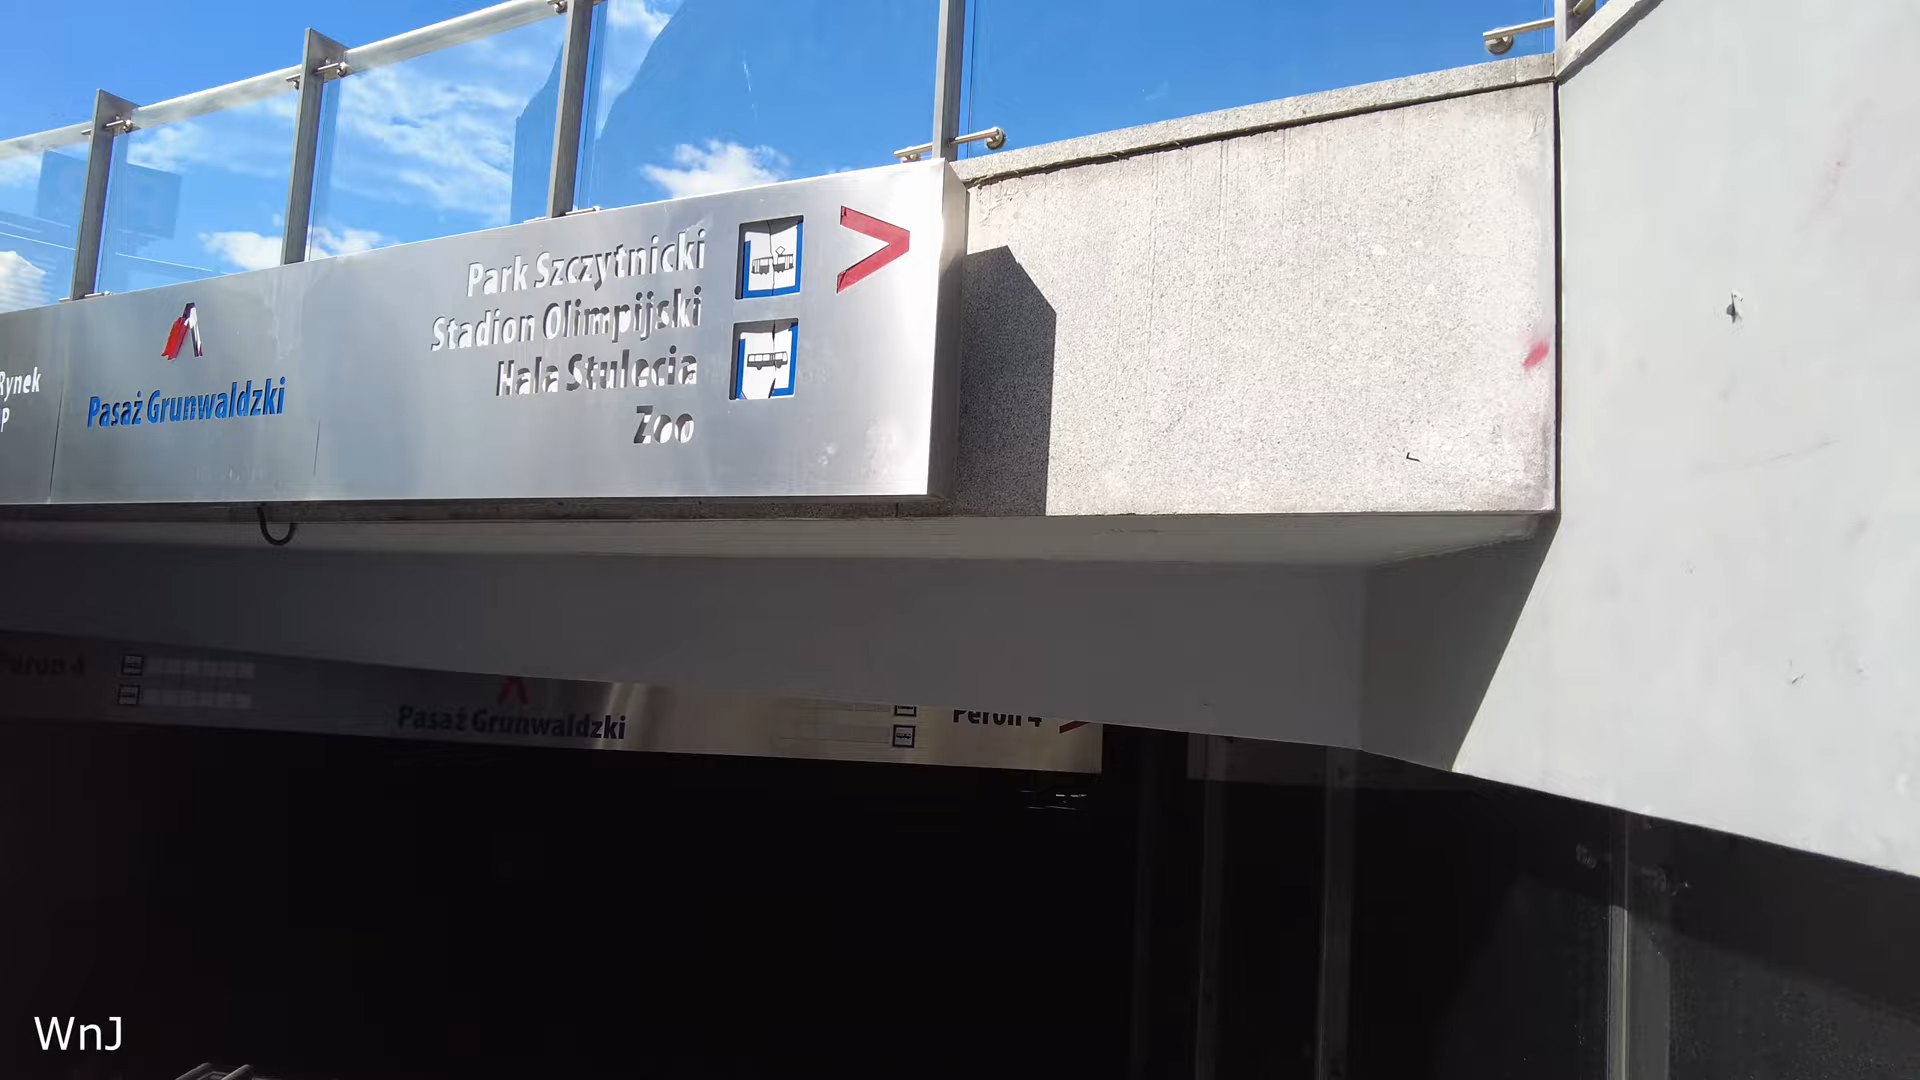 Rynek
P
Pasaż Grunwaldzki
Park Szczytnicki
Stadion Olimpijski
Hala Stulecia
Zoo
Peron 4
Pasaż Grunwaldzki
Peron 4
WnJ